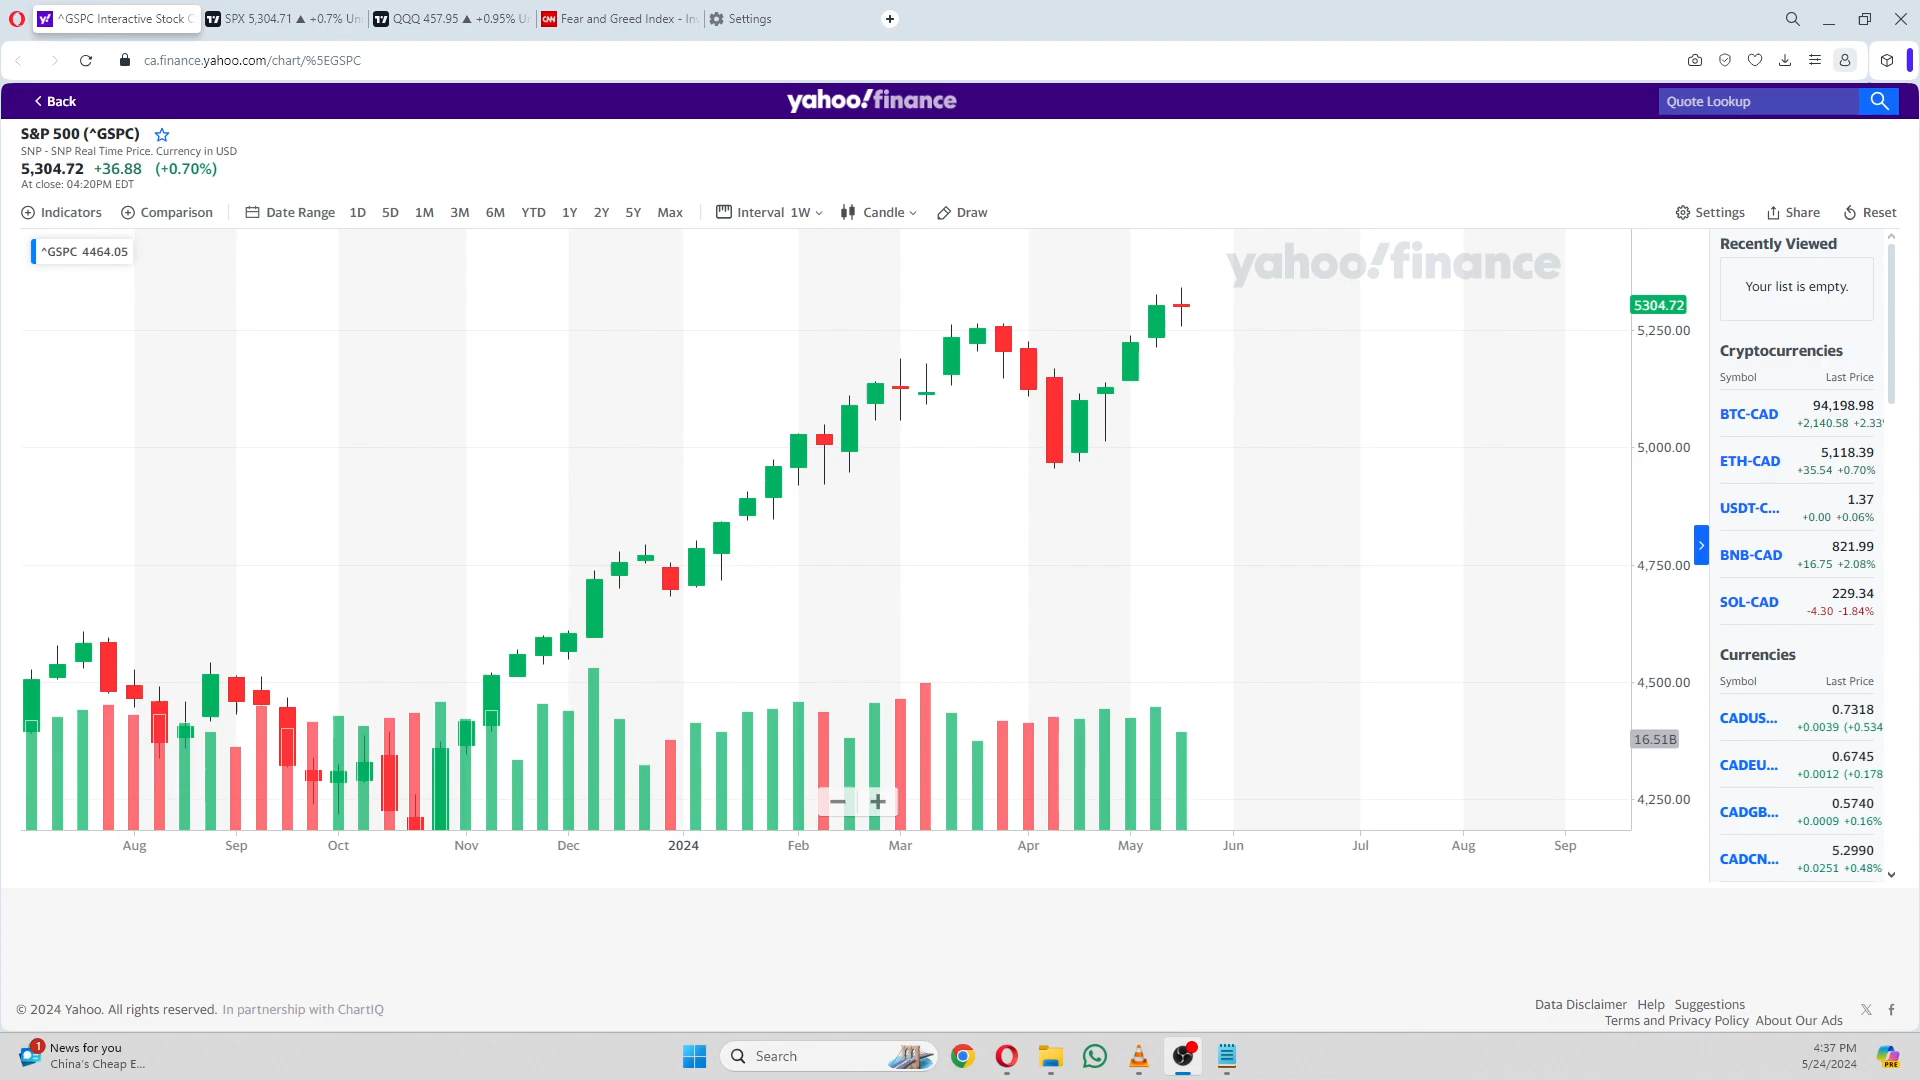 ^GSPC Interactive Stock C
SPX 5,304.71 ▲ +0.7% Un
QQQ 457.95 ▲ +0.95% U
CNN Fear and Greed Index - In
Settings
ca.finance.yahoo.com/chart/%5EGSPC
Back
yahoo!finance
Quote Lookup
S&P 500 (^GSPC)
SNP - SNP Real Time Price. Currency in USD
5,304.72 +36.88 (+0.70%)
At close: 04:20PM EDT
Indicators Comparison Date Range 1D 5D 1M 3M 6M YTD 1Y 2Y 5Y Max Interval 1W Candle Draw Settings Share Reset
^GSPC 4464.05
yahoo!finance
5304.72
5,250.00
5,000.00
4,750.00
4,500.00
16.51B
4,250.00
Aug Sep Oct Nov Dec 2024 Feb Mar Apr May Jun Jul Aug Sep
Recently Viewed
Your list is empty.
Cryptocurrencies
Symbol Last Price
BTC-CAD 94,198.98
+2,140.58 +2.33
ETH-CAD 5,118.39
+35.54 +0.70%
USDT-C... 1.37
+0.00 +0.06%
BNB-CAD 821.99
+16.75 +2.08%
SOL-CAD 229.34
-4.30 -1.84%
Currencies
Symbol Last Price
CADUS... 0.7318
+0.0039 (+0.534
CADEU... 0.6745
+0.0012 (+0.178
CADGB... 0.5740
+0.0009 +0.16%
CADCN... 5.2990
+0.0251 +0.48%
© 2024 Yahoo. All rights reserved. In partnership with ChartIQ
Data Disclaimer Help Suggestions
Terms and Privacy Policy About Our Ads
1
News for you
China's Cheap E...
Search
4:37 PM
5/24/2024
PRE